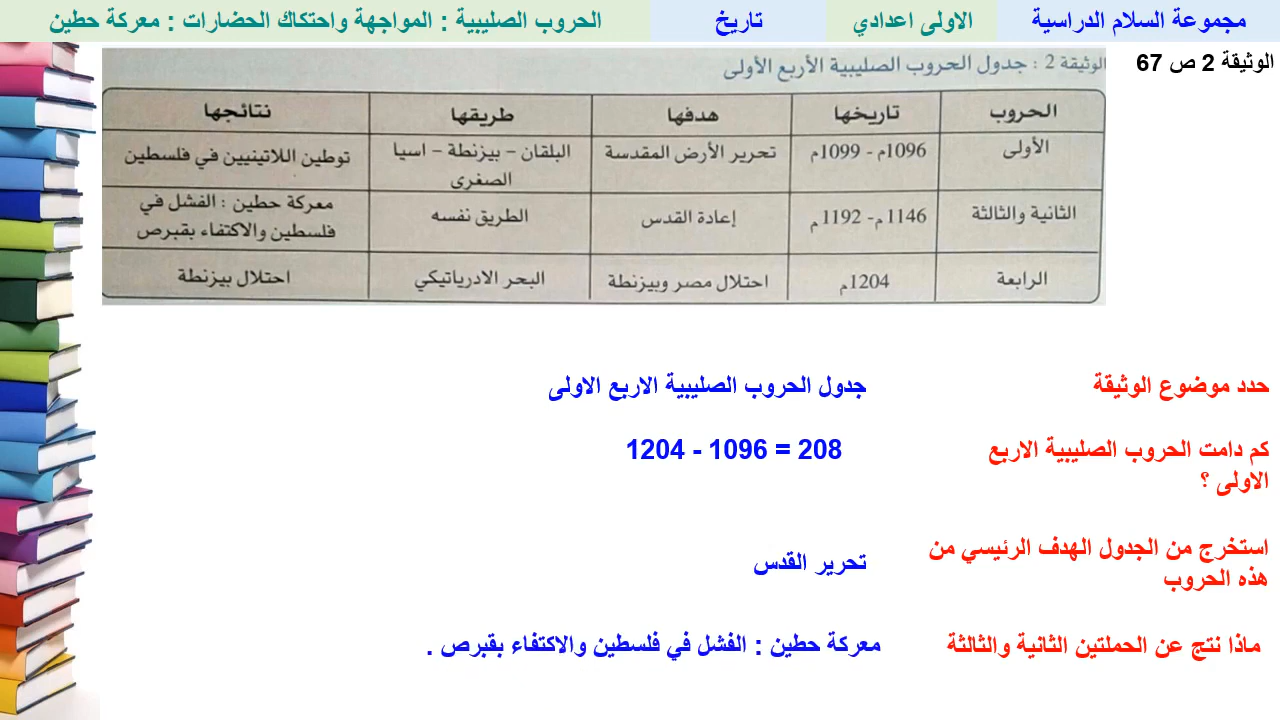 مجموعة السلام الدراسية
الاولى اعدادي
تاريخ
الحروب الصليبية : المواجهة واحتكاك الحضارات : معركة حطين
الوثيقة 2 ص 67
الوثيقة 2 : جدول الحروب الصليبية الأربع الأولى
الحروب تاريخها هدفها طريقها نتائجها
الأولى 1096م - 1099م تحرير الأرض المقدسة البلقان - بيزنطة - اسيا الصغرى توطين اللاتينيين في فلسطين
الثانية والثالثة 1146م- 1192م إعادة القدس الطريق نفسه معركة حطين : الفشل في فلسطين والاكتفاء بقبرص
الرابعة 1204م احتلال مصر وبيزنطة البحر الادرياتيكي احتلال بيزنطة
حدد موضوع الوثيقة
جدول الحروب الصليبية الاربع الاولى
كم دامت الحروب الصليبية الاربع
الاولى ؟
1204 - 1096 = 208
استخرج من الجدول الهدف الرئيسي من
هذه الحروب
تحرير القدس
ماذا نتج عن الحملتين الثانية والثالثة
معركة حطين : الفشل في فلسطين والاكتفاء بقبرص .